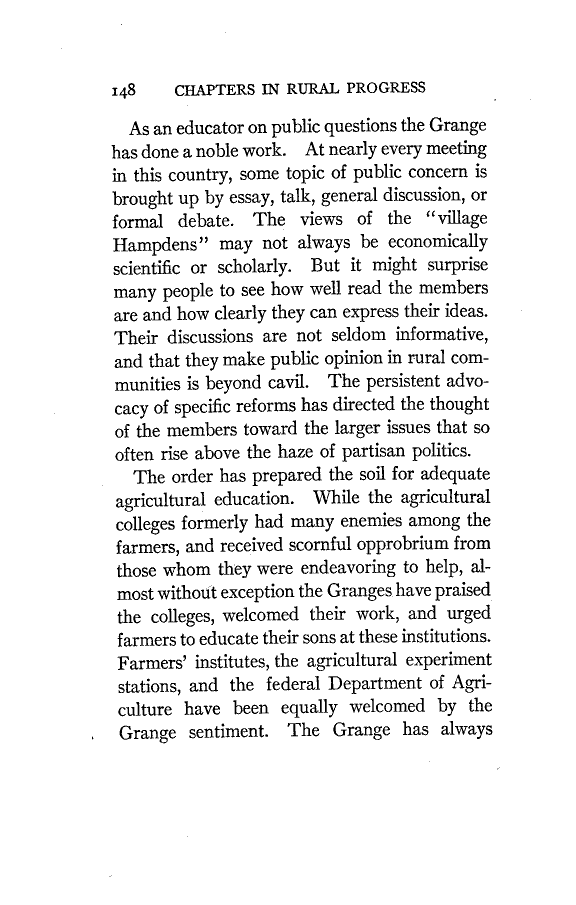 148 CHAPTERS IN RURAL PROGRESS
As an educator on public questions the Grange
has done a noble work. At nearly every meeting
in this country, some topic of public concern is
brought up by essay, talk, general discussion, or
formal debate. The views of the “village
Hampdens” may not always be economically
scientific or scholarly. But it might surprise
many people to see how well read the members
are and how clearly they can express their ideas.
Their discussions are not seldom informative,
and that they make public opinion in rural com-
munities is beyond cavil. The persistent advo-
cacy of specific reforms has directed the thought
of the members toward the larger issues that so
often rise above the haze of partisan politics.
The order has prepared the soil for adequate
agricultural education. While the agricultural
colleges formerly had many enemies among the
farmers, and received scornful opprobrium from
those whom they were endeavoring to help, al-
most without exception the Granges have praised
the colleges, welcomed their work, and urged
farmers to educate their sons at these institutions.
Farmers’ institutes, the agricultural experiment
stations, and the federal Department of Agri-
culture have been equally welcomed by the
Grange sentiment. The Grange has always